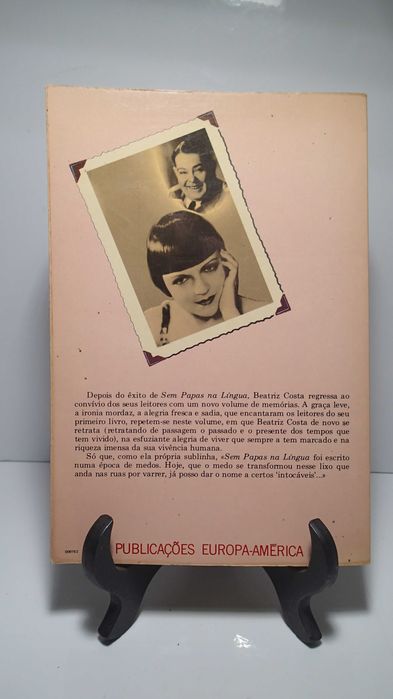 Depois do êxito de Sem Papas na Língua, Beatriz Costa regressa ao
convívio dos seus leitores com um novo volume de memórias. A graça leve,
a ironia mordaz, a alegria fresca e sadia, que encantaram os leitores do seu
primeiro livro, repetem-se neste volume, em que Beatriz Costa de novo se
retrata (retratando de passagem o passado e o presente dos tempos que
tem vivido), na esfuziante alegria de viver que sempre a tem marcado e na
riqueza imensa da sua vivência humana.
Só que, como ela própria sublinha, «Sem Papas na Língua foi escrito
numa época de medos. Hoje, que o medo se transformou nesse lixo que
anda nas ruas por varrer, já posso dar o nome a certos 'intocáveis'...»
PUBLICAÇÕES EUROPA-AMÉRICA